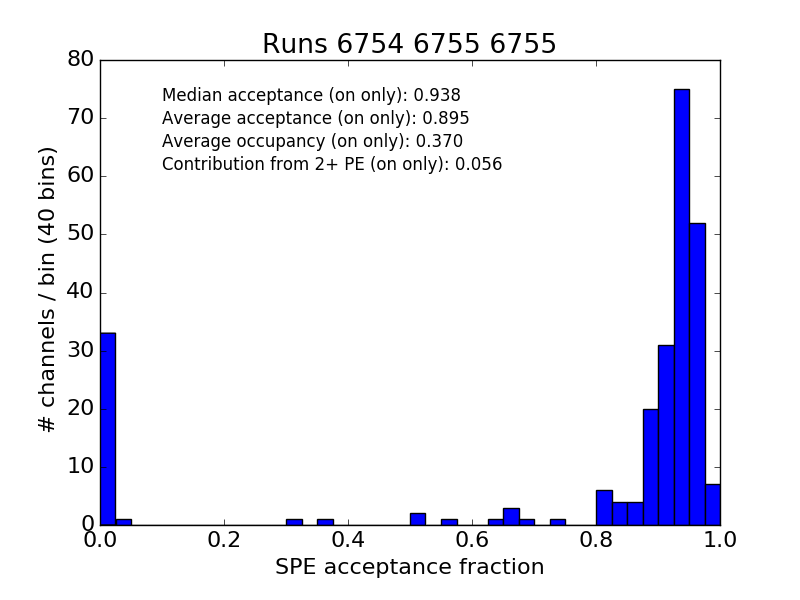 Runs 6754 6755 6755
Median acceptance (on only): 0.938
Average acceptance (on only): 0.895
Average occupancy (on only): 0.370
Contribution from 2+ PE (on only): 0.056
# channels / bin (40 bins)
80
70
60
50
40
30
20
10
0
0.0 0.2 0.4 0.6 0.8 1.0
SPE acceptance fraction